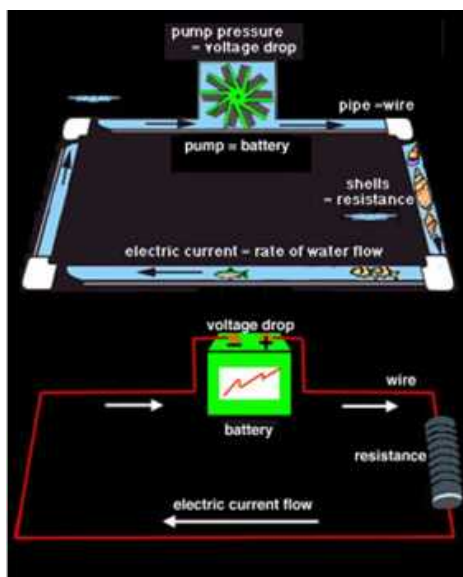 pump pressure
= voltage drop
pipe =wire
pump = battery
shells
= resistance
electric current = rate of water flow
voltage drop
- +
wire
battery
resistance
electric current flow